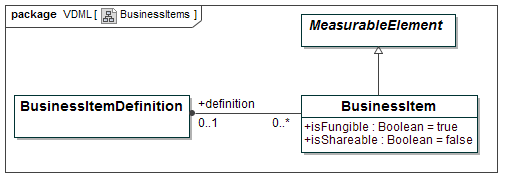 package VDML [ BusinessItems ]
MeasurableElement
BusinessItemDefinition
+definition
0..1
0..*
BusinessItem
+isFungible : Boolean = true
+isShareable : Boolean = false